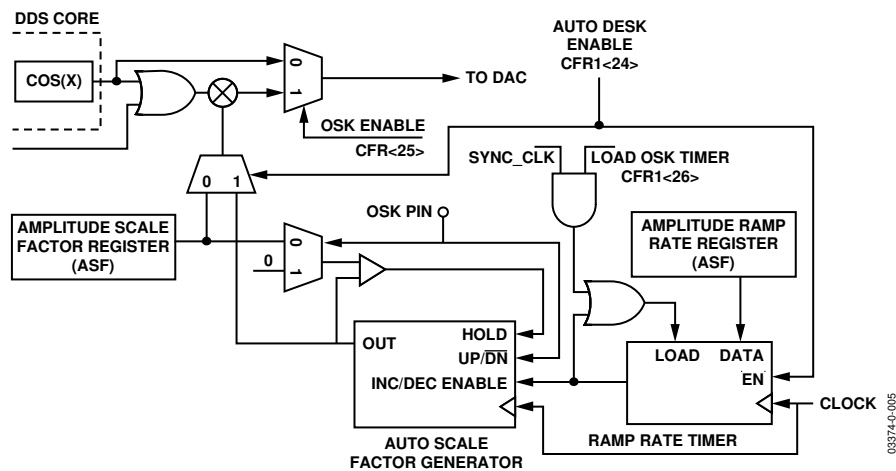 DDS CORE
COS(X)
0
1
TO DAC
OSK ENABLE
CFR<25>
AUTO DESK
ENABLE
CFR1<24>
SYNC_CLK
LOAD OSK TIMER
CFR1<26>
0 1
AMPLITUDE SCALE
FACTOR REGISTER
(ASF)
OSK PIN
0
0
1
AMPLITUDE RAMP
RATE REGISTER
(ASF)
OUT
HOLD
UP/DN
INC/DEC ENABLE
LOAD
DATA
EN
CLOCK
AUTO SCALE
FACTOR GENERATOR
RAMP RATE TIMER
03374-0-005